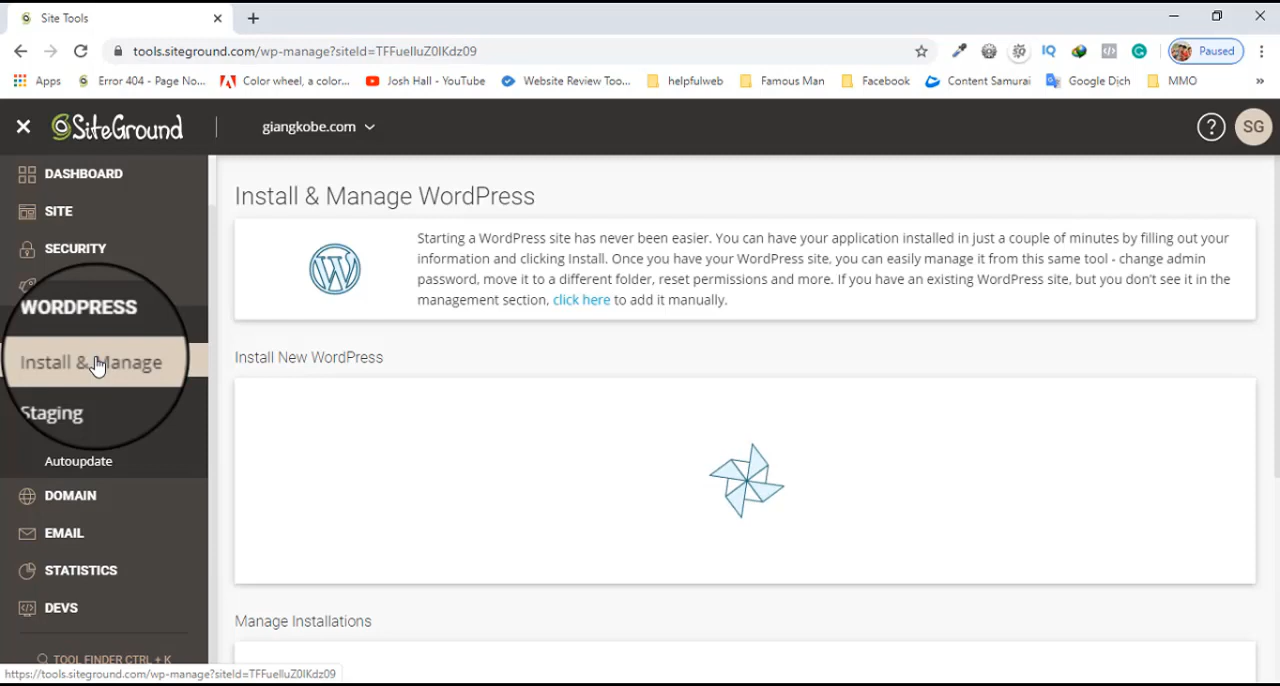 Site Tools
tools.siteground.com/wp-manage?siteId=TFFuelluZ0lKdz09
IQ
Paused
Apps
Error 404 - Page No...
Color wheel, a color...
Josh Hall - YouTube
Website Review Too...
helpfulweb
Famous Man
Facebook
Content Samurai
Google Dịch
MMO
»
SiteGround
giangkobe.com
?
SG
DASHBOARD
SITE
SECURITY
WORDPRESS
Install & Manage
Staging
Autoupdate
DOMAIN
EMAIL
STATISTICS
DEVS
TOOL FINDER CTRL + K
Install & Manage WordPress
Starting a WordPress site has never been easier. You can have your application installed in just a couple of minutes by filling out your
information and clicking Install. Once you have your WordPress site, you can easily manage it from this same tool - change admin
password, move it to a different folder, reset permissions and more. If you have an existing WordPress site, but you don't see it in the
management section, click here to add it manually.
Install New WordPress
Manage Installations
https://tools.siteground.com/wp-manage?siteId=TFFuelluZ0lKdz09